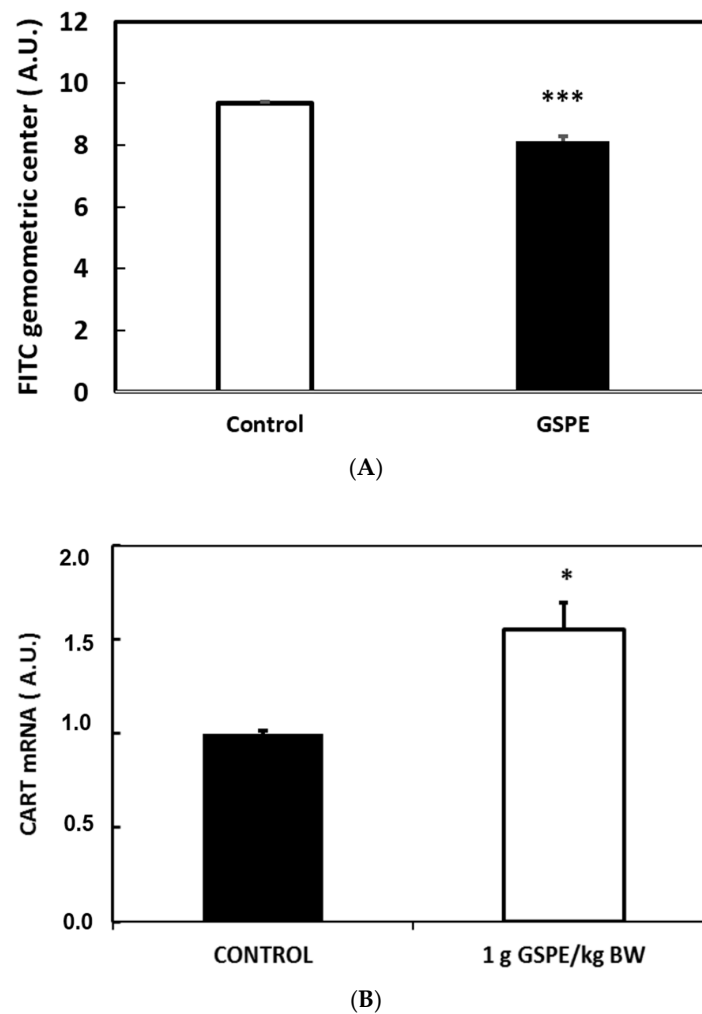 FITC gemometric center ( A.U.)
12
10
8
6
4
2
0
***
Control
GSPE
(A)
CART mRNA ( A.U.)
2.0
1.5
1.0
0.5
0.0
*
CONTROL
1 g GSPE/kg BW
(B)